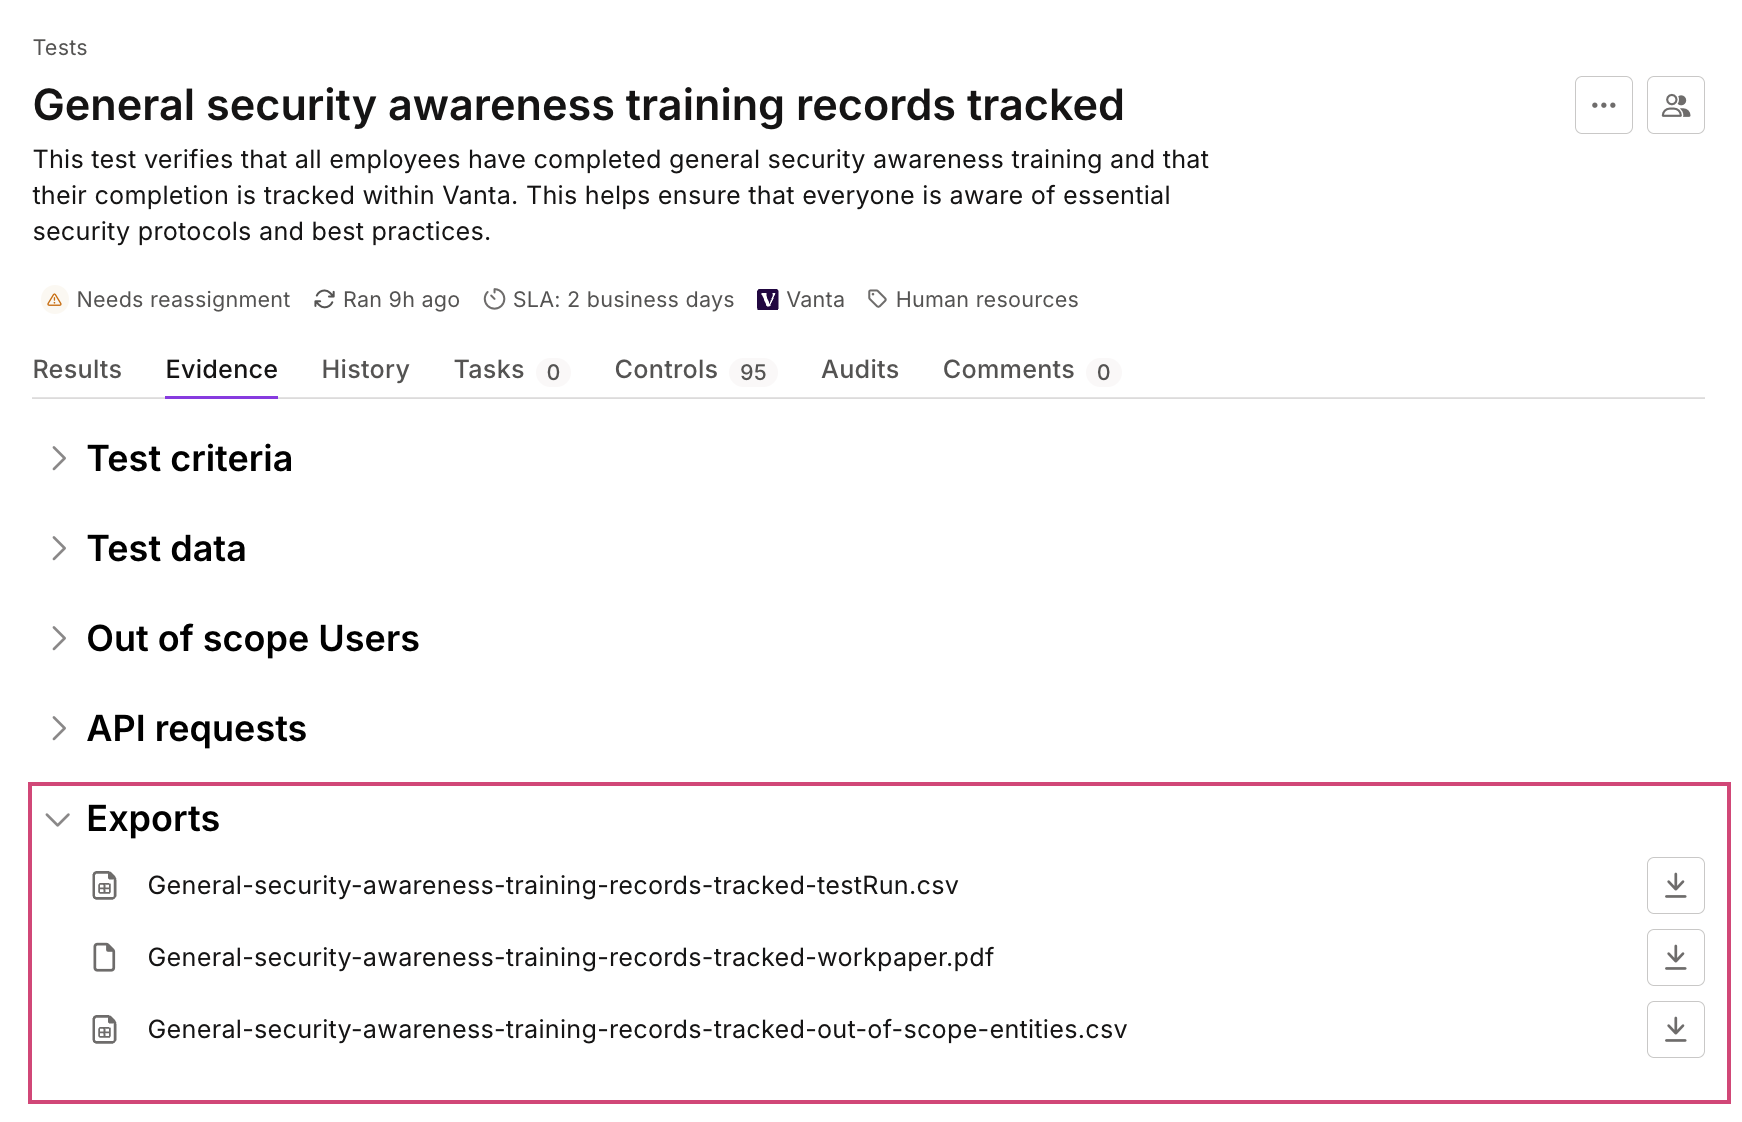 Tests
General security awareness training records tracked
This test verifies that all employees have completed general security awareness training and that
their completion is tracked within Vanta. This helps ensure that everyone is aware of essential
security protocols and best practices.
Needs reassignment Ran 9h ago SLA: 2 business days V Vanta Human resources
Results Evidence History Tasks 0 Controls 95 Audits Comments 0
Test criteria
Test data
Out of scope Users
API requests
Exports
General-security-awareness-training-records-tracked-testRun.csv
General-security-awareness-training-records-tracked-workpaper.pdf
General-security-awareness-training-records-tracked-out-of-scope-entities.csv